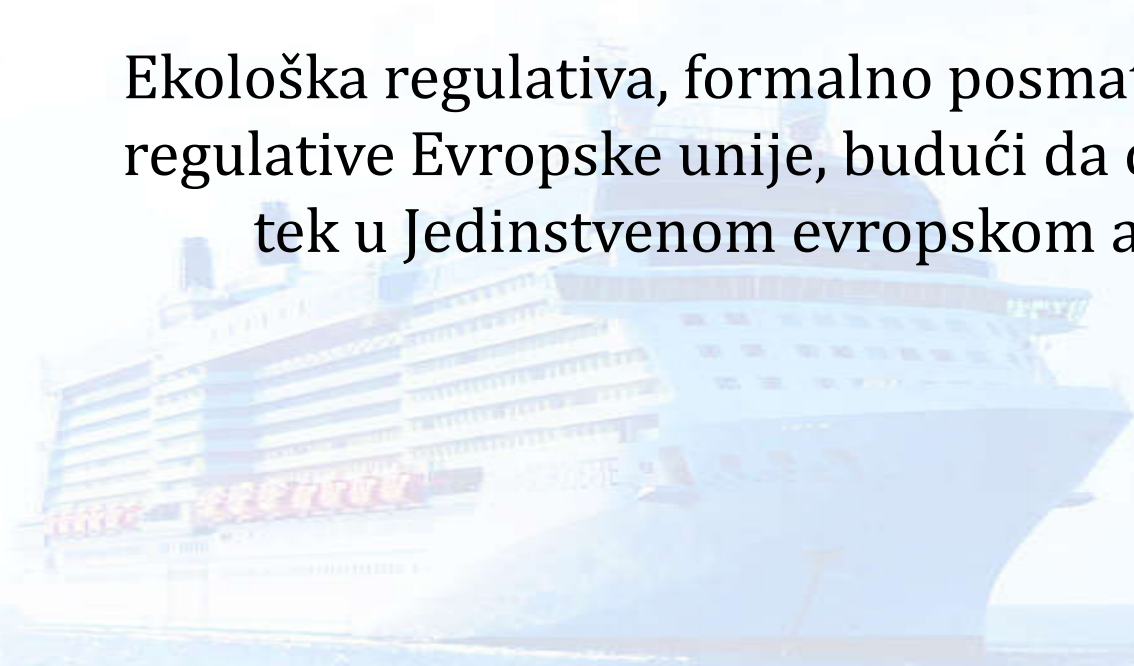 Ekološka regulativa, formalno
regulative Evropske unije, budući da
tek u Jedinstvenom evropskom